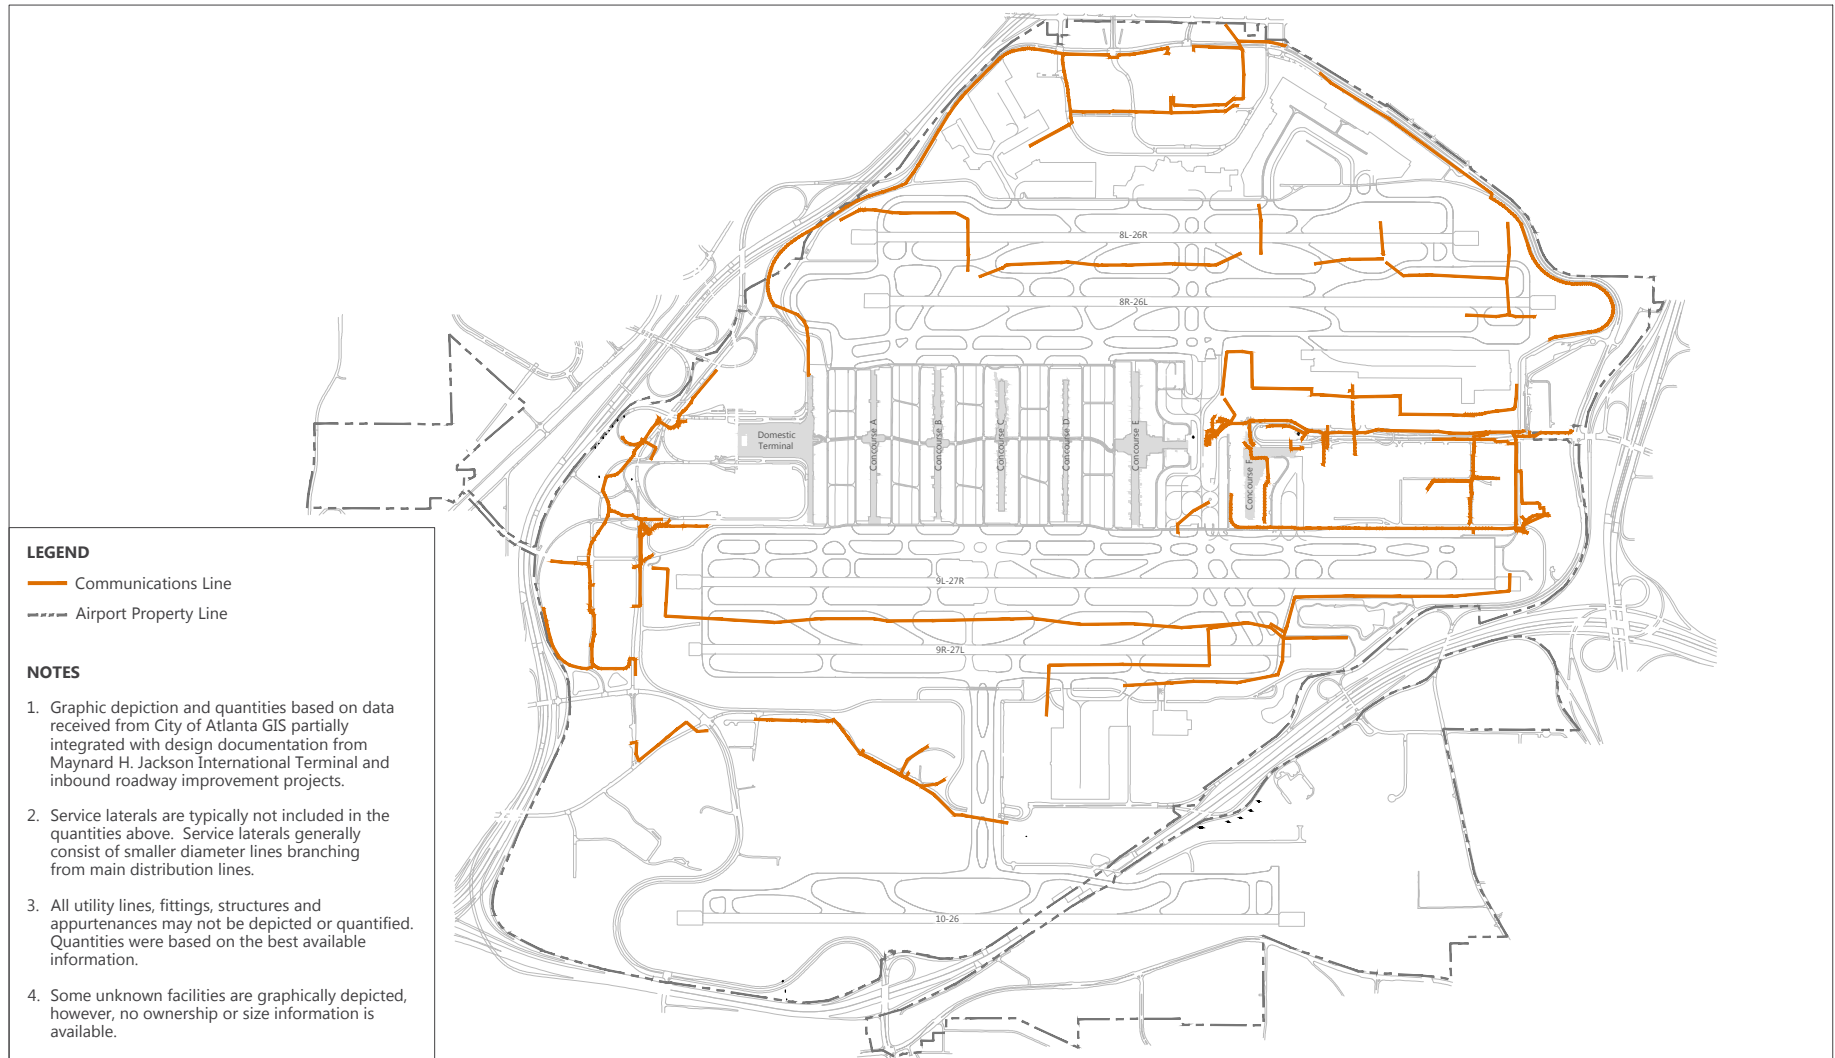 8L-26R
8R-26L
Domestic
Terminal
Concourse A
Concourse B
Concourse C
Concourse D
Concourse E
Concourse F
9L-27R
9R-27L
10-26
LEGEND
Communications Line
Airport Property Line
NOTES
1. Graphic depiction and quantities based on data
received from City of Atlanta GIS partially
integrated with design documentation from
Maynard H. Jackson International Terminal and
inbound roadway improvement projects.
2. Service laterals are typically not included in the
quantities above. Service laterals generally
consist of smaller diameter lines branching
from main distribution lines.
3. All utility lines, fittings, structures and
appurtenances may not be depicted or quantified.
Quantities were based on the best available
information.
4. Some unknown facilities are graphically depicted,
however, no ownership or size information is
available.